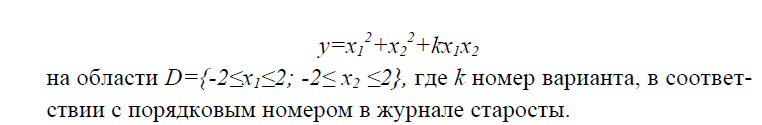 y=x₁²+x₂²+kx₁x₂
на области D={-2≤x₁≤2; -2≤ x₂ ≤2}, где k номер варианта, в соответ-
ствии с порядковым номером в журнале старосты.